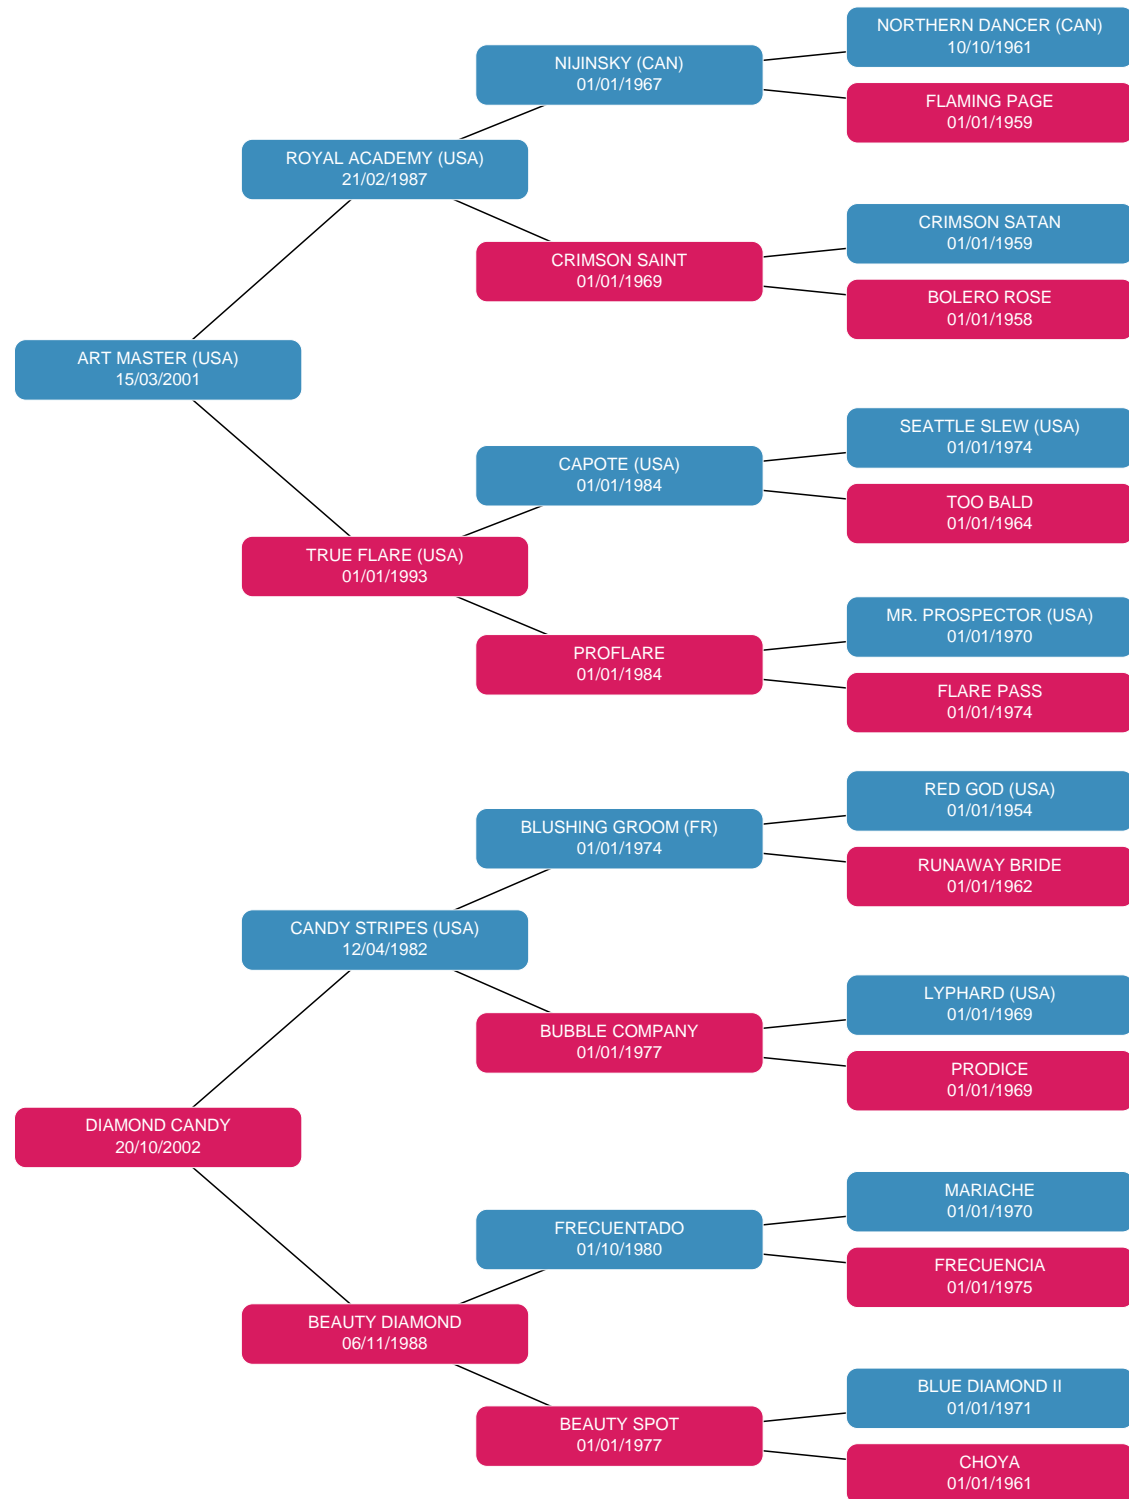 NORTHERN DANCER (CAN)
10/10/1961
NIJINSKY (CAN)
01/01/1967
FLAMING PAGE
01/01/1959
ROYAL ACADEMY (USA)
21/02/1987
CRIMSON SATAN
01/01/1959
CRIMSON SAINT
01/01/1969
BOLERO ROSE
01/01/1958
ART MASTER (USA)
15/03/2001
SEATTLE SLEW (USA)
01/01/1974
CAPOTE (USA)
01/01/1984
TOO BALD
01/01/1964
TRUE FLARE (USA)
01/01/1993
MR. PROSPECTOR (USA)
01/01/1970
PROFLARE
01/01/1984
FLARE PASS
01/01/1974
RED GOD (USA)
01/01/1954
BLUSHING GROOM (FR)
01/01/1974
RUNAWAY BRIDE
01/01/1962
CANDY STRIPES (USA)
12/04/1982
LYPHARD (USA)
01/01/1969
BUBBLE COMPANY
01/01/1977
PRODICE
01/01/1969
DIAMOND CANDY
20/10/2002
MARIACHE
01/01/1970
FRECUENTADO
01/10/1980
FRECUENCIA
01/01/1975
BEAUTY DIAMOND
06/11/1988
BLUE DIAMOND II
01/01/1971
BEAUTY SPOT
01/01/1977
CHOYA
01/01/1961